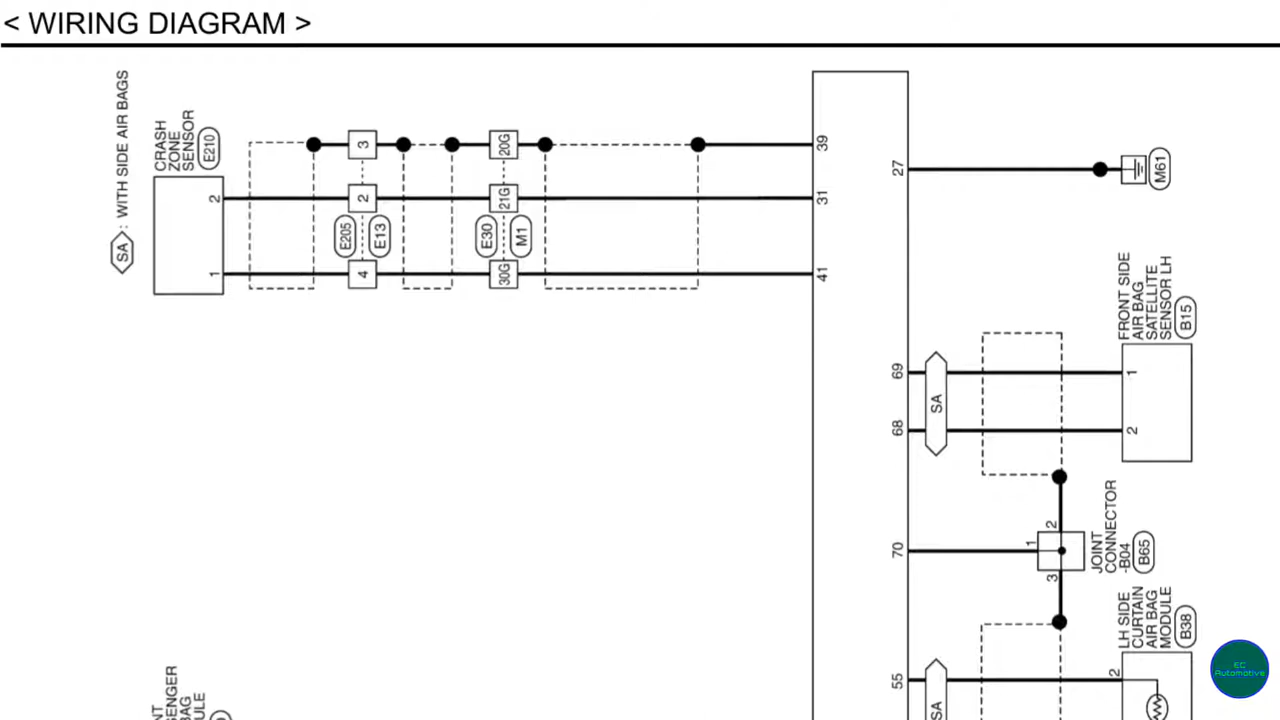 < WIRING DIAGRAM >
SA : WITH SIDE AIR BAGS
CRASH
ZONE
SENSOR
E210
2
1
3
2
4
E205
E13
20G
21G
30G
E30
M1
39
31
41
27
M61
FRONT SIDE
AIR BAG
SATELLITE
SENSOR LH
B15
69
68
SA
1
2
70
1
2
3
JOINT
CONNECTOR
-B04
B65
LH SIDE
CURTAIN
AIR BAG
MODULE
B38
55
SA
2
EC
Automotive